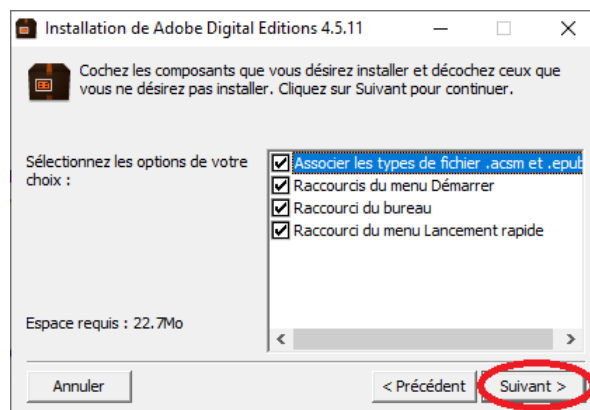 Installation de Adobe Digital Editions 4.5.11
Cochez les composants que vous désirez installer et décochez ceux que
vous ne désirez pas installer. Cliquez sur Suivant pour continuer.
Sélectionnez les options de votre
choix :
Associer les types de fichier .acsm et .epub
Raccourcis du menu Démarrer
Raccourci du bureau
Raccourci du menu Lancement rapide
Espace requis : 22.7Mo
Annuler
< Précédent
Suivant >